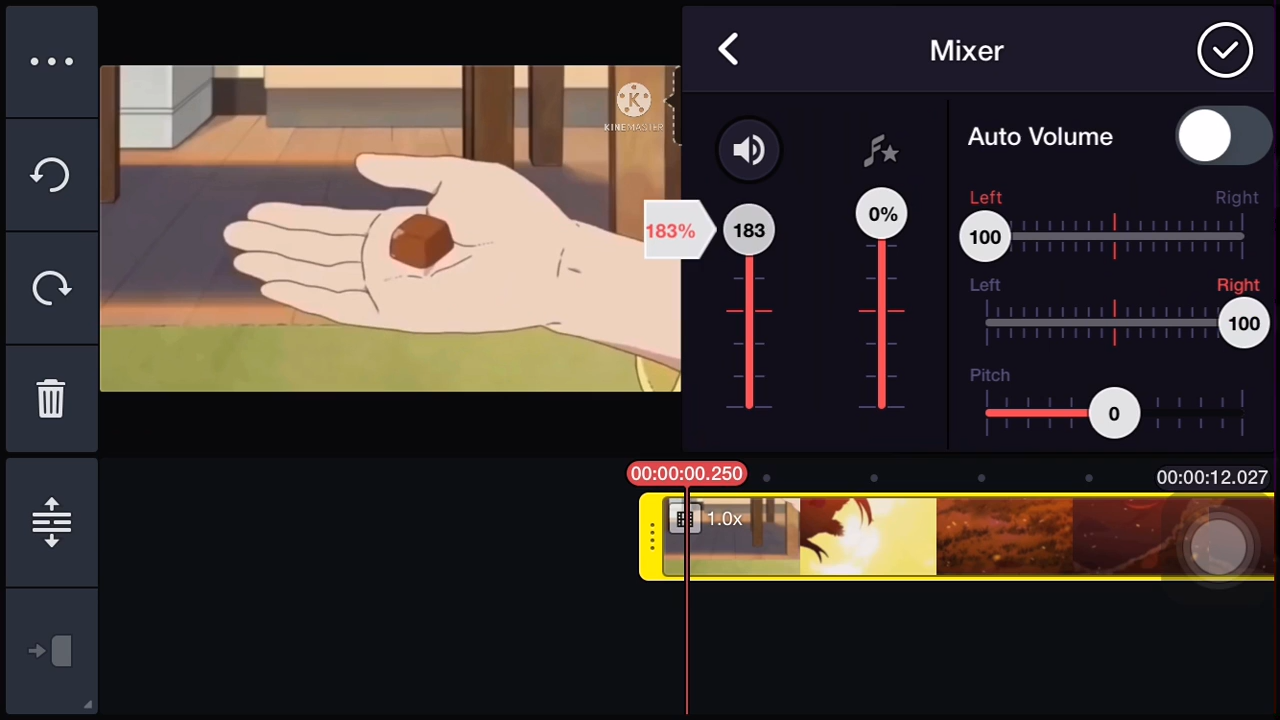 Mixer
K
KINEMASTER
Auto Volume
Left Right
183% 183 0% 100
Left Right
100
Pitch
0
00:00:00.250 00:00:12.027
1.0x